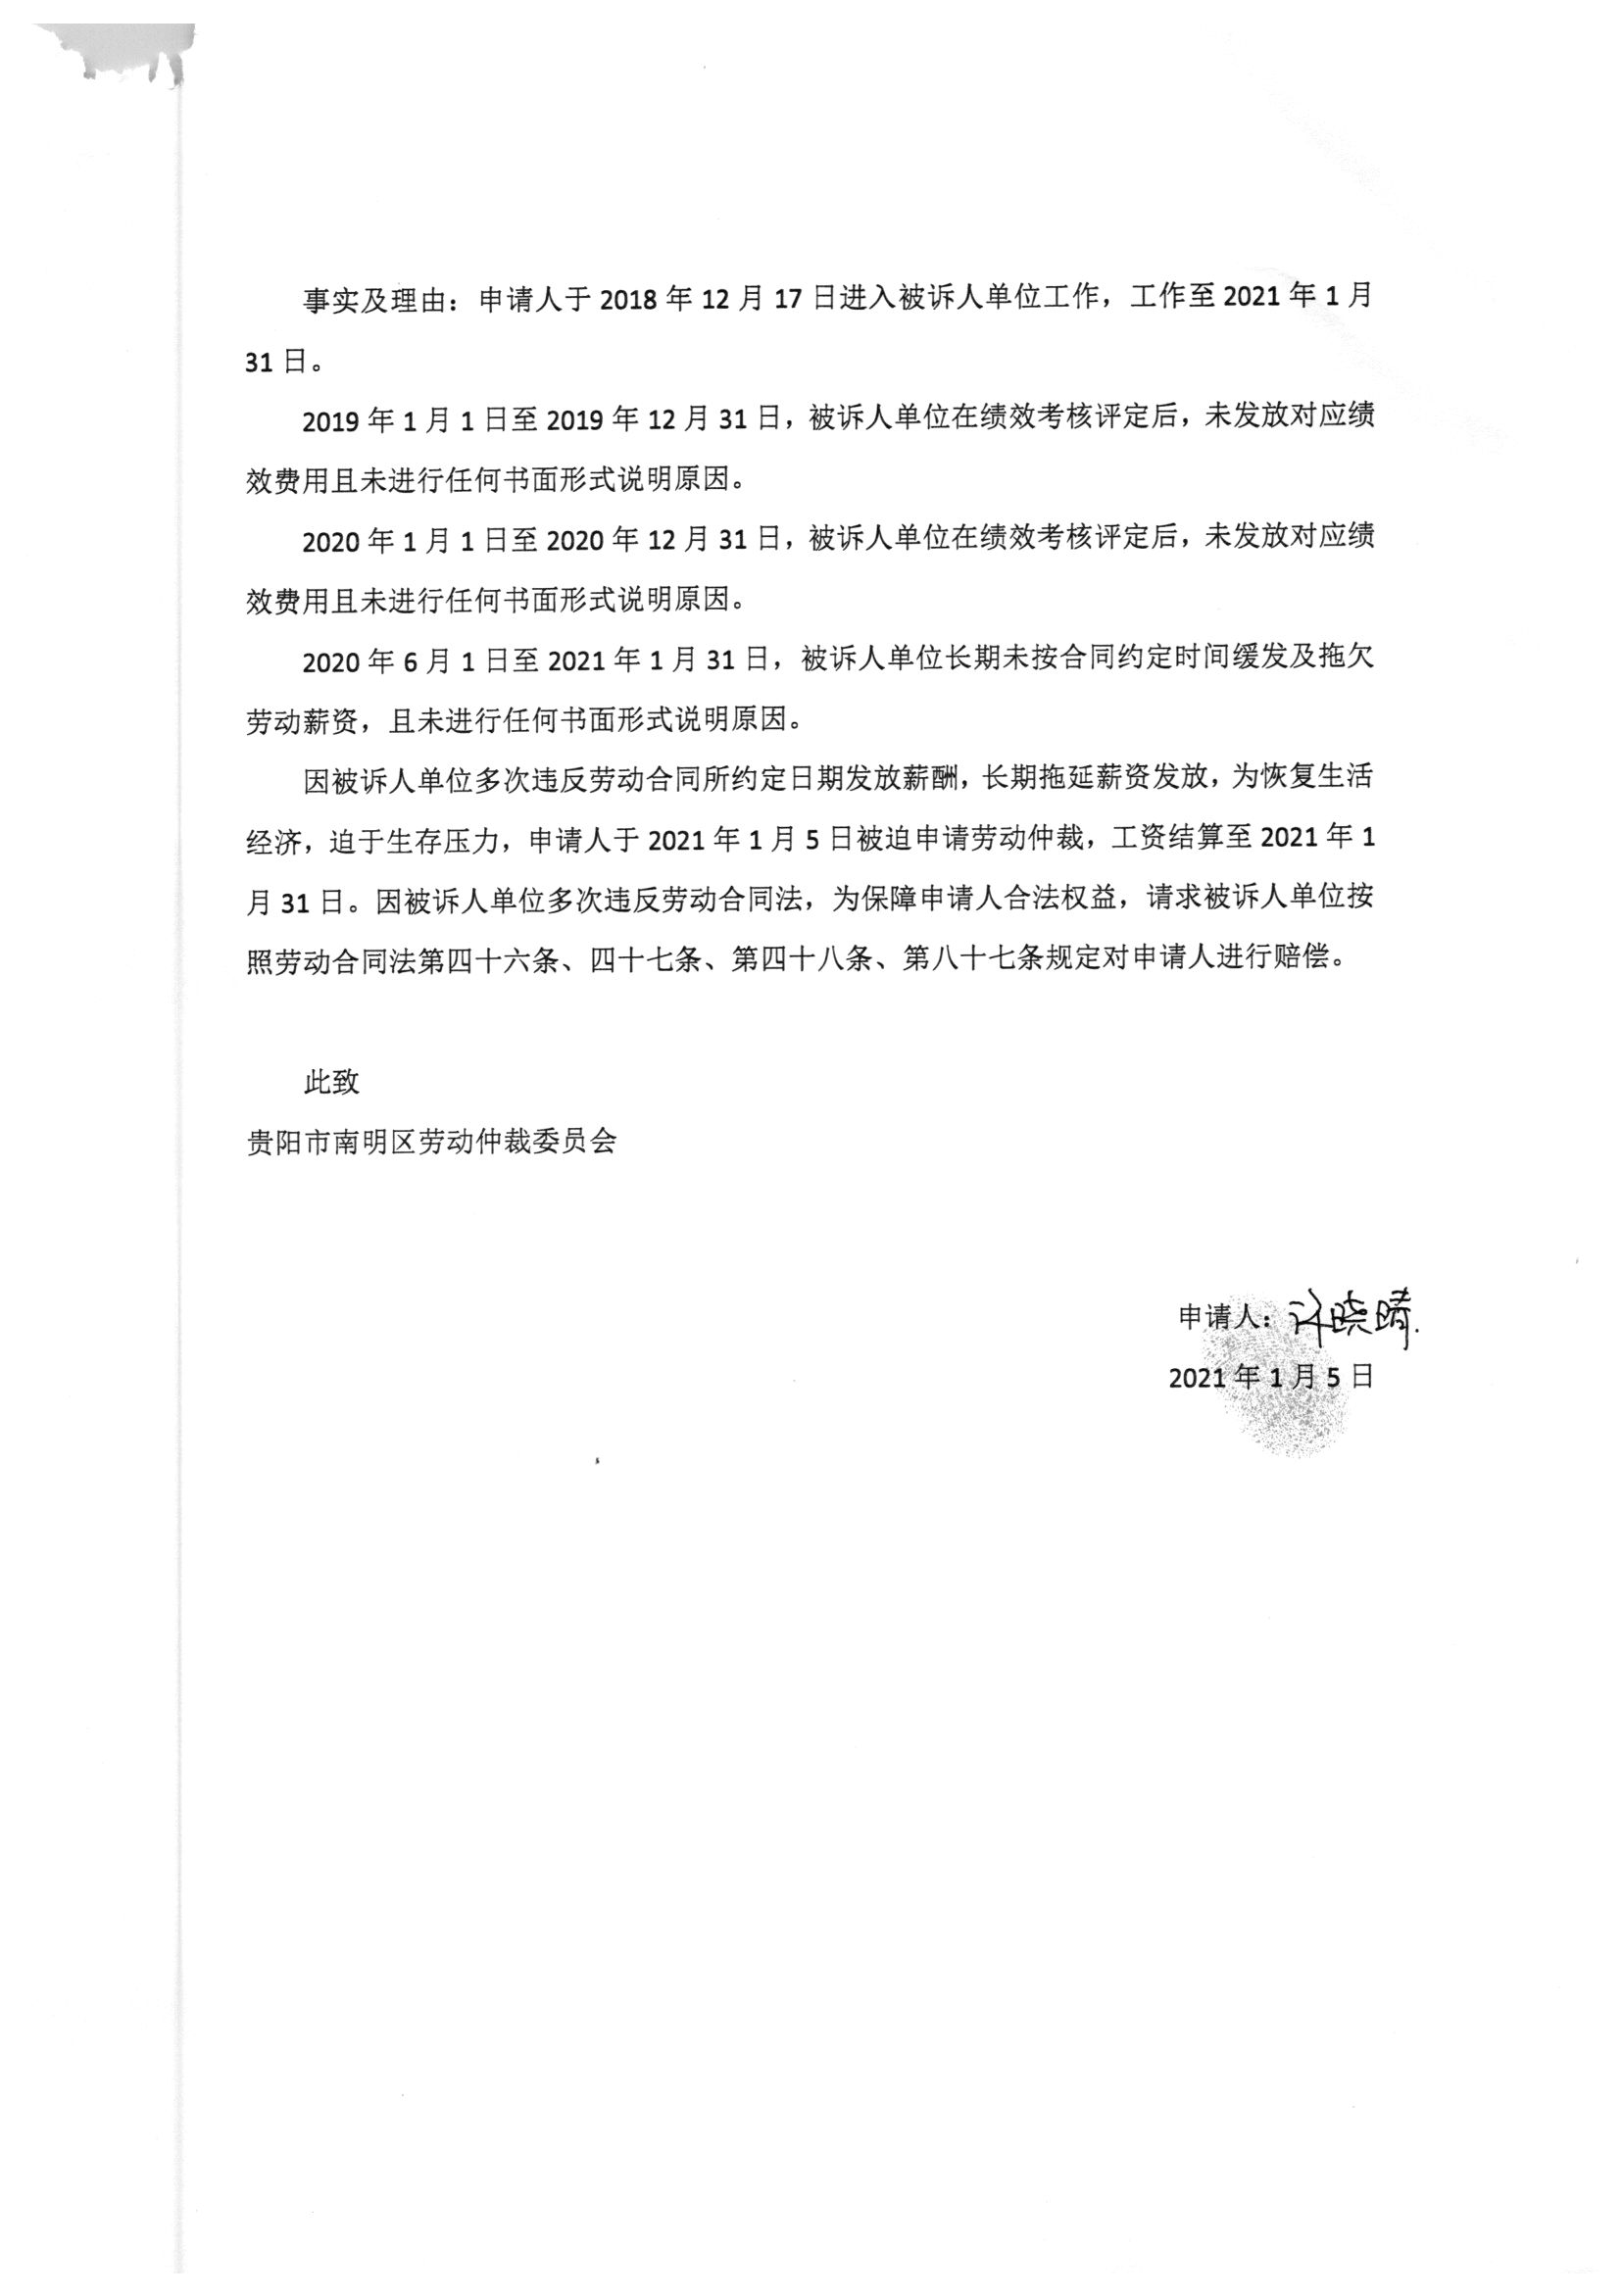 事实及理由：申请人于 2018 年 12 月 17 日进入被诉人单位工作，工作至 2021 年 1 月
31 日。
2019 年 1 月 1 日至 2019 年 12 月 31 日，被诉人单位在绩效考核评定后，未发放对应绩
效费用且未进行任何书面形式说明原因。
2020 年 1 月 1 日至 2020 年 12 月 31 日，被诉人单位在绩效考核评定后，未发放对应绩
效费用且未进行任何书面形式说明原因。
2020 年 6 月 1 日至 2021 年 1 月 31 日，被诉人单位长期未按合同约定时间缓发及拖欠
劳动薪资，且未进行任何书面形式说明原因。
因被诉人单位多次违反劳动合同所约定日期发放薪酬，长期拖延薪资发放，为恢复生活
经济，迫于生存压力，申请人于 2021 年 1 月 5 日被迫申请劳动仲裁，工资结算至 2021 年 1
月 31 日。因被诉人单位多次违反劳动合同法，为保障申请人合法权益，请求被诉人单位按
照劳动合同法第四十六条、四十七条、第四十八条、第八十七条规定对申请人进行赔偿。
此致
贵阳市南明区劳动仲裁委员会
申请人：许晓晴.
2021 年 1 月 5 日